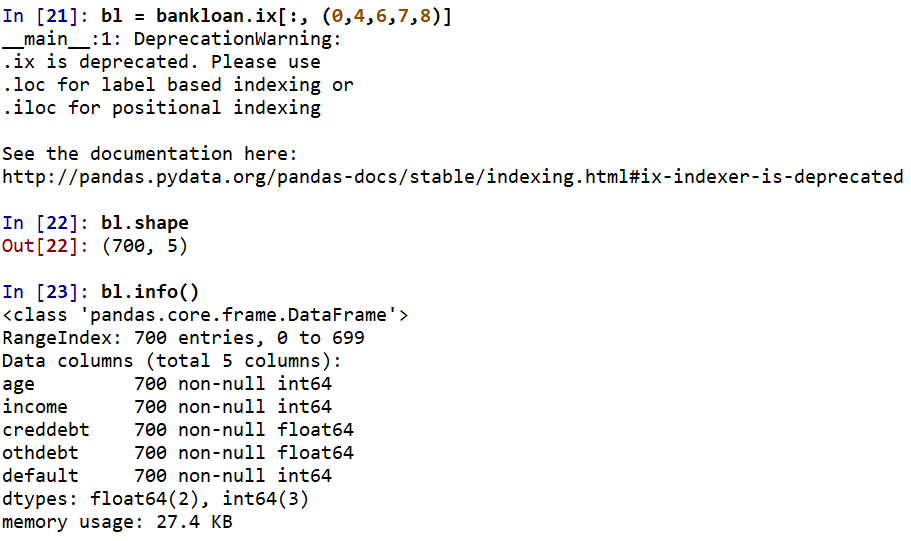 In [21]: bl = bankloan.ix[:, (0,4,6,7,8)]
__main__:1: DeprecationWarning:
.ix is deprecated. Please use
.loc for label based indexing or
.iloc for positional indexing

See the documentation here:
http://pandas.pydata.org/pandas-docs/stable/indexing.html#ix-indexer-is-deprecated

In [22]: bl.shape
Out[22]: (700, 5)

In [23]: bl.info()
<class 'pandas.core.frame.DataFrame'>
RangeIndex: 700 entries, 0 to 699
Data columns (total 5 columns):
age         700 non-null int64
income      700 non-null int64
creddebt    700 non-null float64
othdebt     700 non-null float64
default     700 non-null int64
dtypes: float64(2), int64(3)
memory usage: 27.4 KB